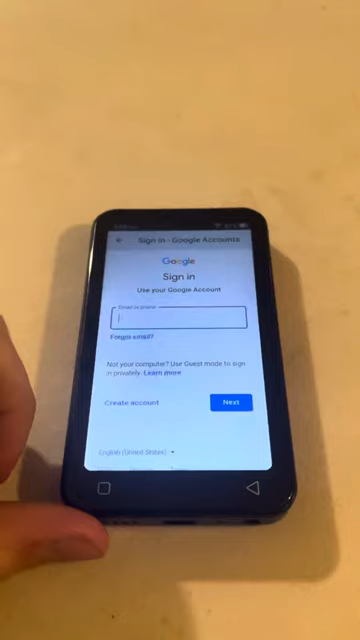 Sign in - Google Accounts
Google
Sign in
Use your Google Account
Email or phone
Forgot email?
Not your computer? Use Guest mode to sign
in privately. Learn more
Create account
Next
English (United States)